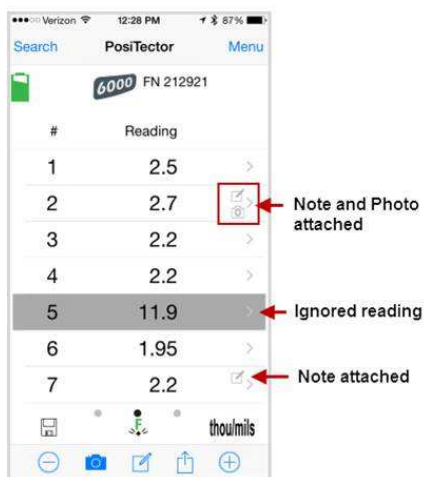 Verizon 12:28 PM 87%
Search PosiTector Menu
6000 FN 212921
# Reading
1 2.5
2 2.7
Note and Photo
attached
3 2.2
4 2.2
5 11.9 Ignored reading
6 1.95
7 2.2 Note attached
F thou/mils